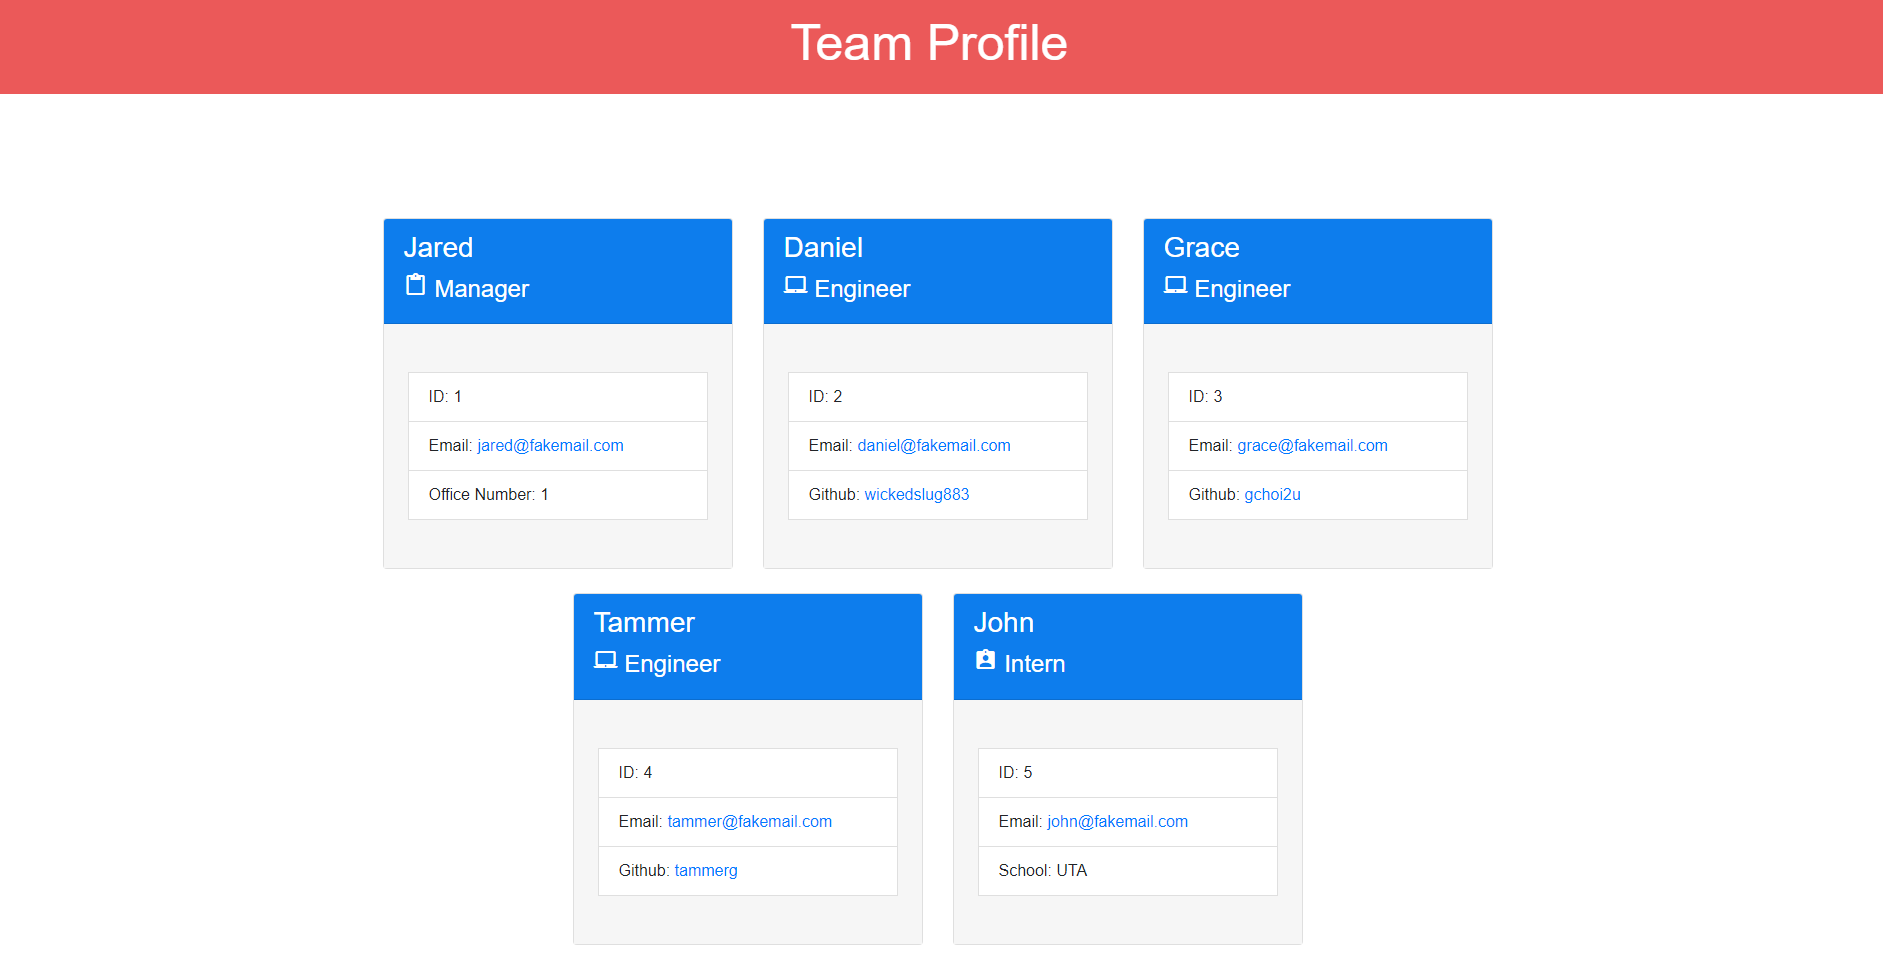 Team Profile
Jared
Manager
ID: 1
Email: jared@fakemail.com
Office Number: 1
Daniel
Engineer
ID: 2
Email: daniel@fakemail.com
Github: wickedslug883
Grace
Engineer
ID: 3
Email: grace@fakemail.com
Github: gchoi2u
Tammer
Engineer
ID: 4
Email: tammer@fakemail.com
Github: tammerg
John
Intern
ID: 5
Email: john@fakemail.com
School: UTA